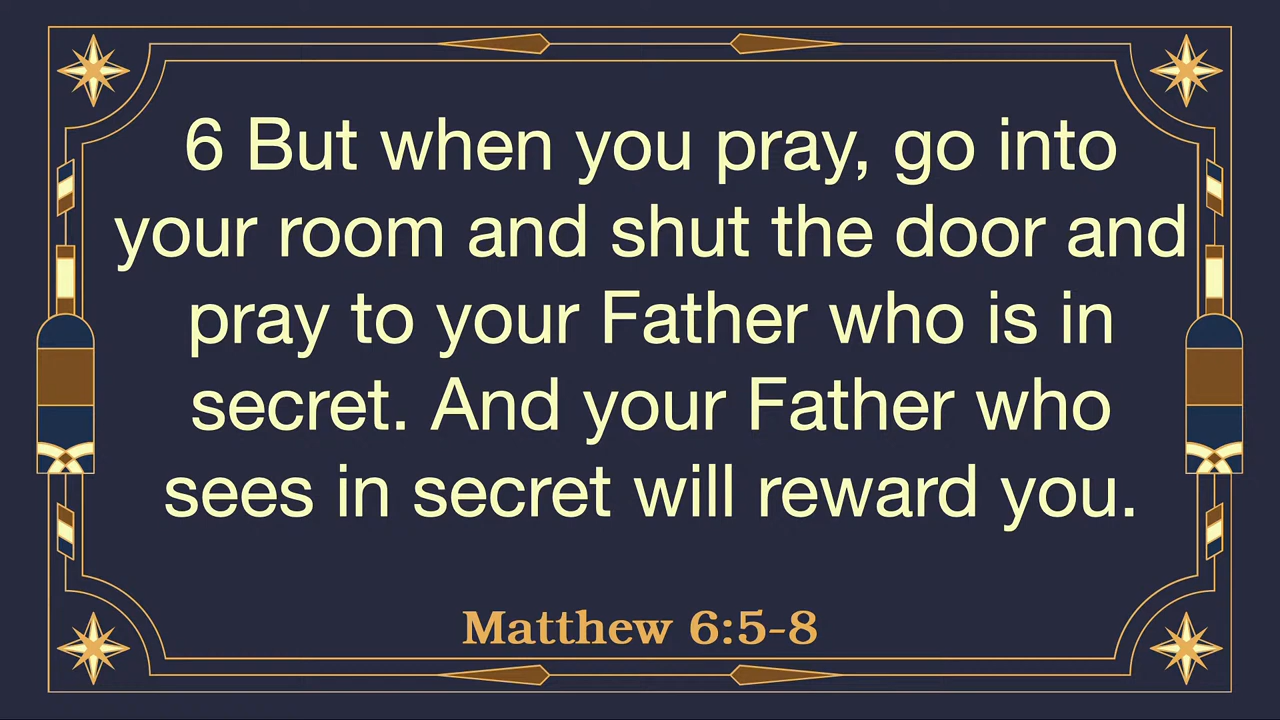 6 But when you pray, go into
your room and shut the door and
pray to your Father who is in
secret. And your Father who
sees in secret will reward you.
Matthew 6:5-8